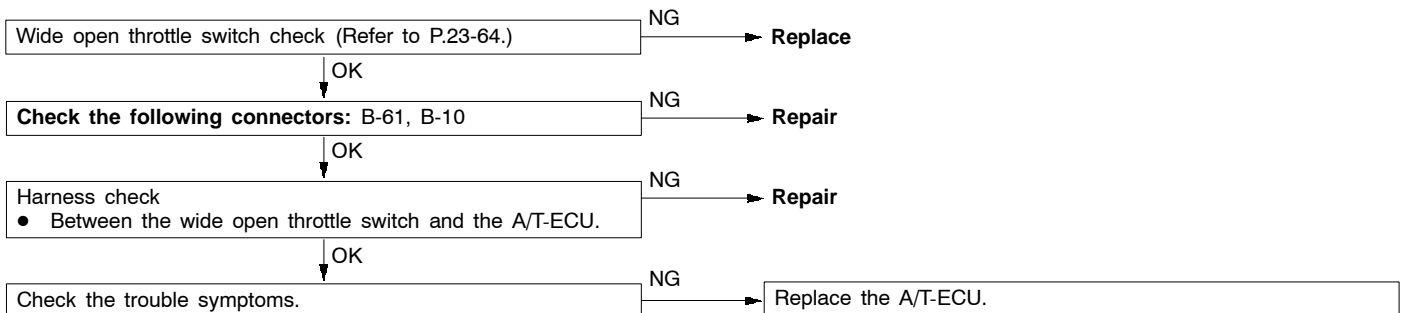 Wide open throttle switch check (Refer to P.23-64.)
NG
Replace
OK
Check the following connectors: B-61, B-10
NG
Repair
OK
Harness check
● Between the wide open throttle switch and the A/T-ECU.
NG
Repair
OK
Check the trouble symptoms.
NG
Replace the A/T-ECU.